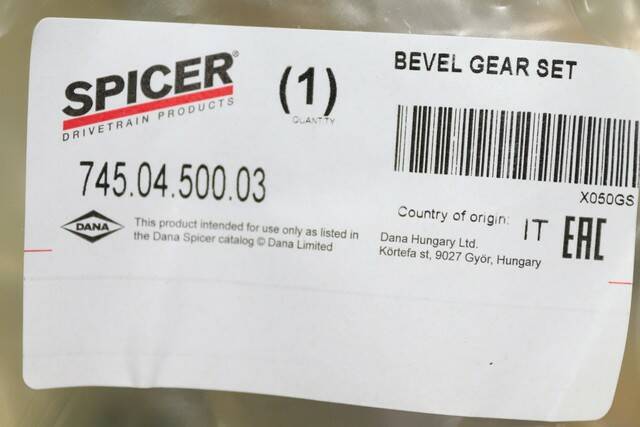 SPICER®
DRIVETRAIN PRODUCTS
(1)
QUANTITY
745.04.500.03
DANA
This product intended for use only as listed in
the Dana Spicer catalog © Dana Limited
BEVEL GEAR SET
X050GS
Country of origin: IT
EAC
Dana Hungary Ltd.
Körtefa st, 9027 Györ, Hungary